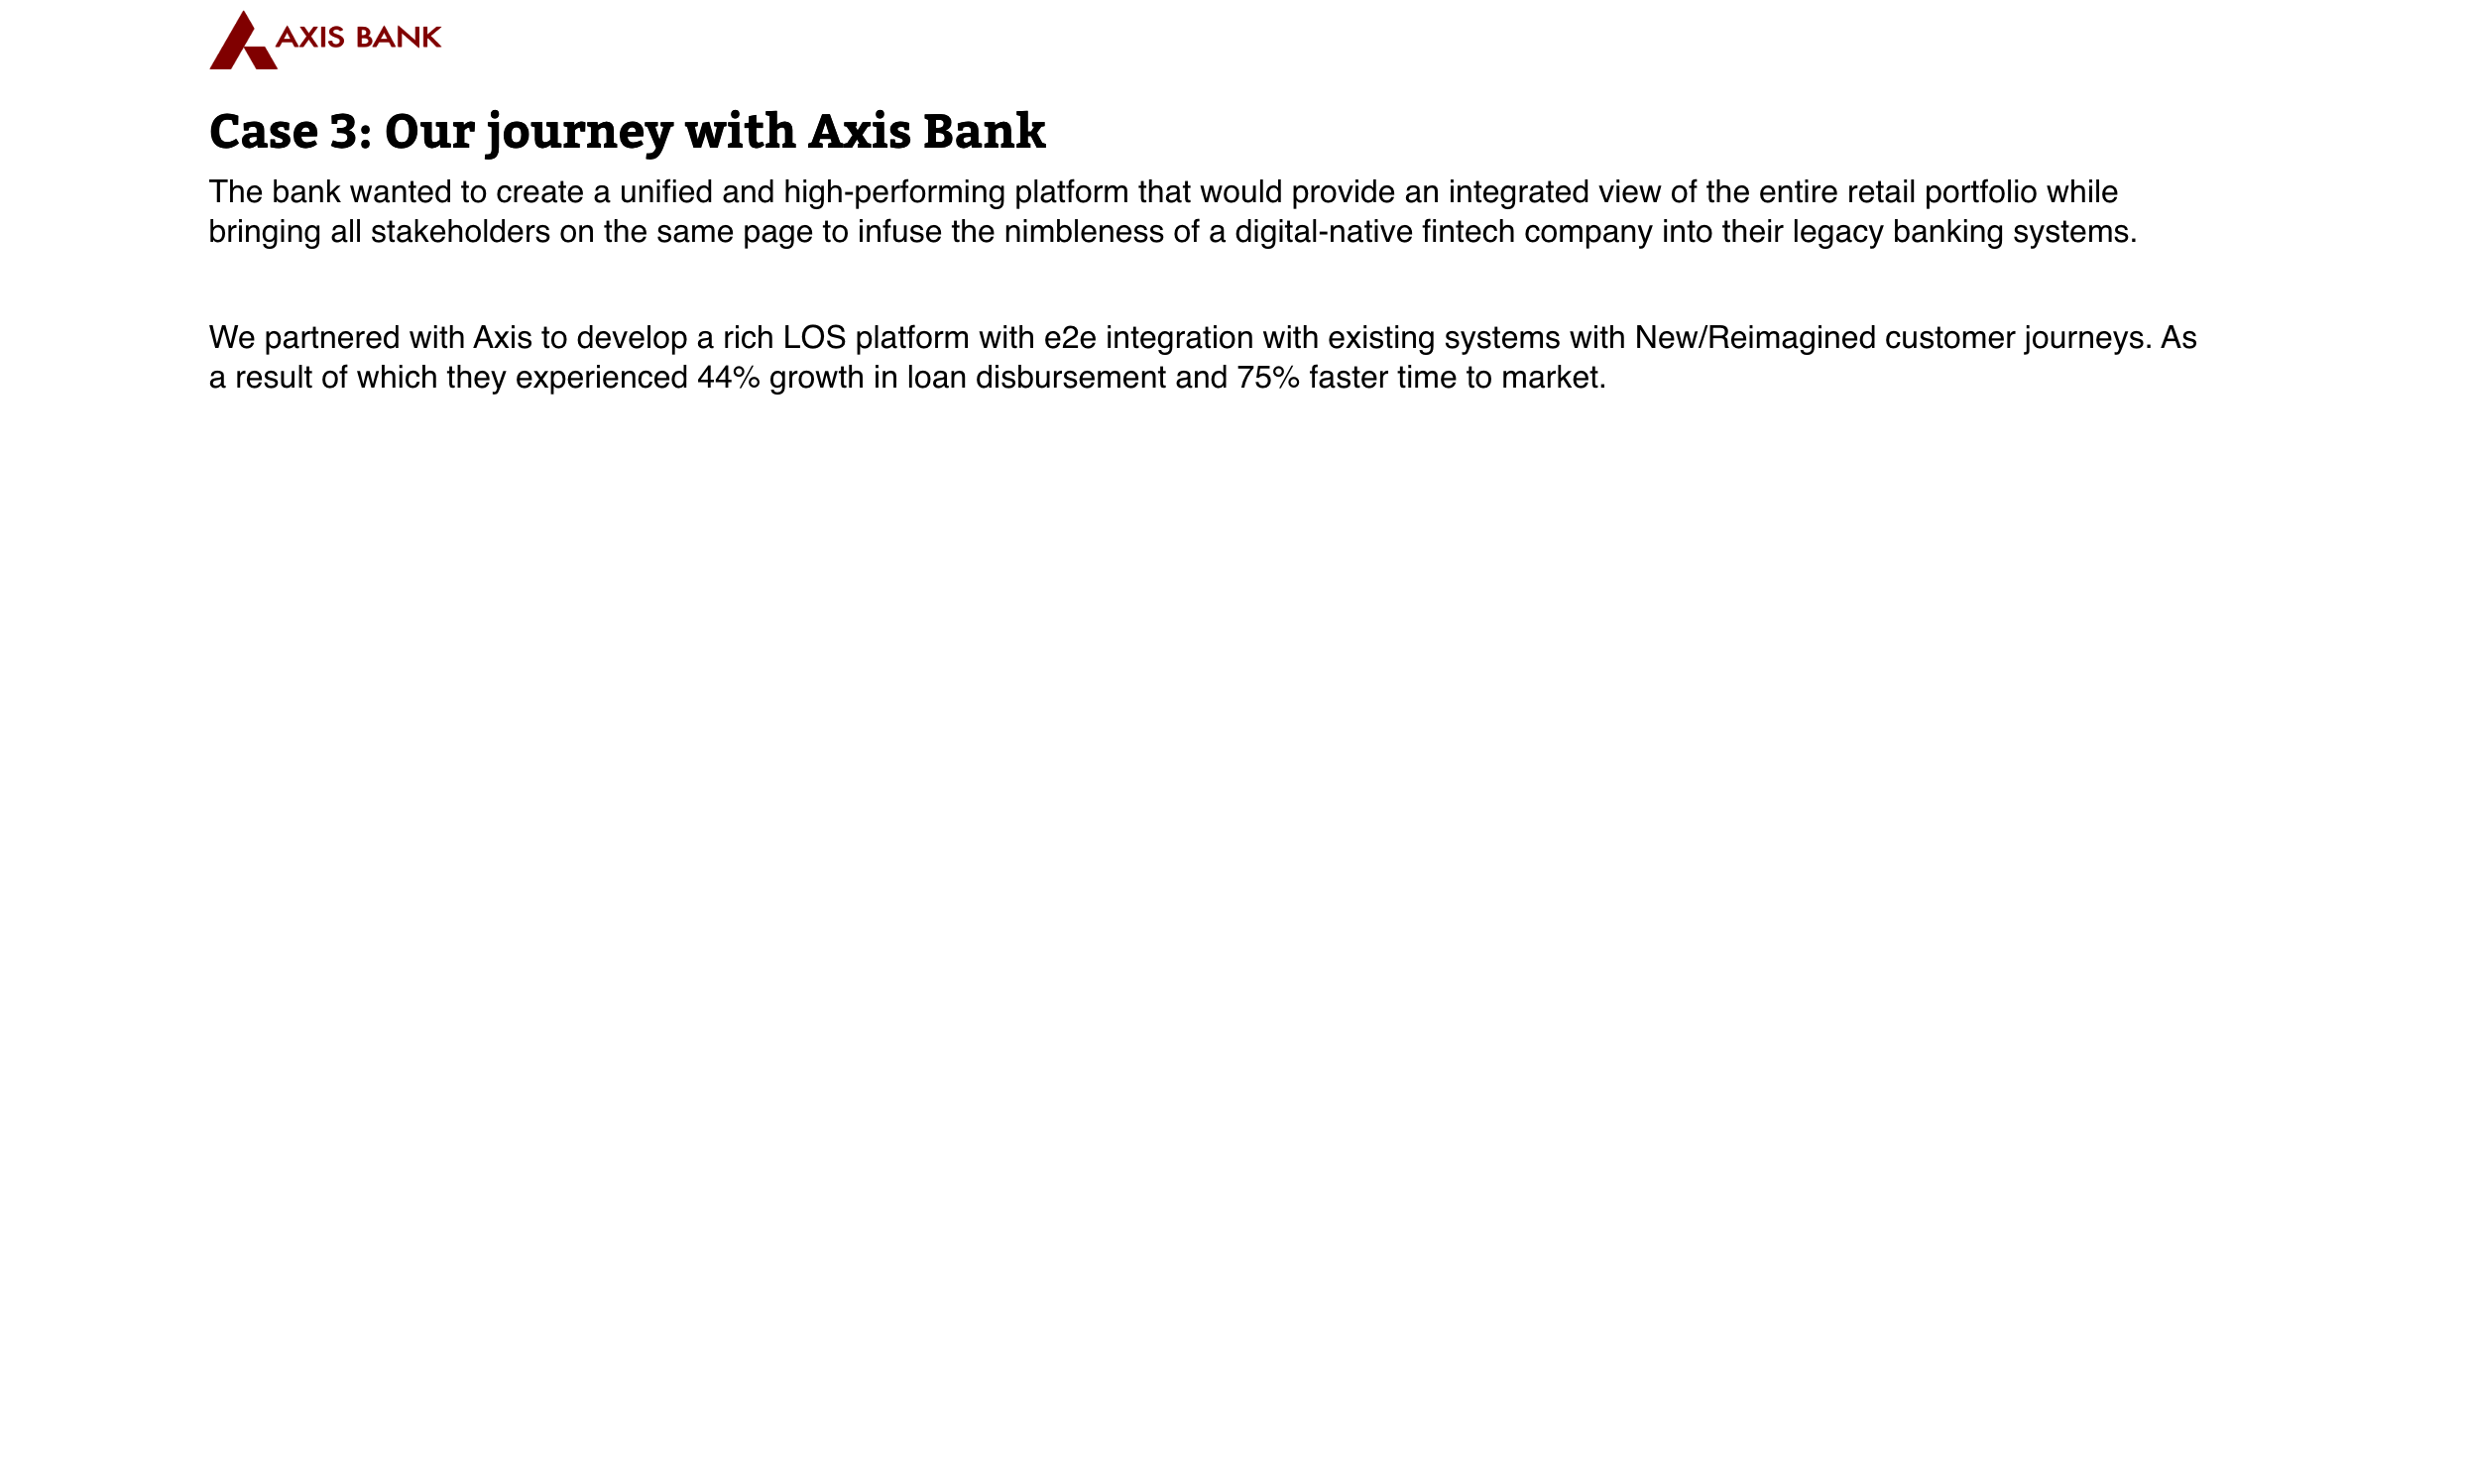 AXIS BANK
Case 3: Our journey with Axis Bank
The bank wanted to create a unified and high-performing platform that would provide an integrated view of the entire retail portfolio while
bringing all stakeholders on the same page to infuse the nimbleness of a digital-native fintech company into their legacy banking systems.
We partnered with Axis to develop a rich LOS platform with e2e integration with existing systems with New/Reimagined customer journeys. As
a result of which they experienced 44% growth in loan disbursement and 75% faster time to market.